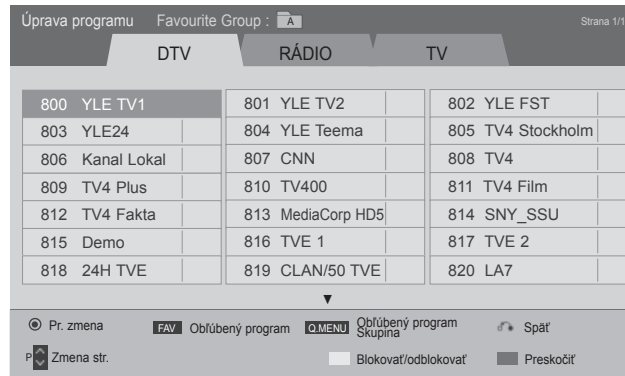 Úprava programu Favourite Group : A Strana 1/1
DTV RÁDIO TV
800 YLE TV1 801 YLE TV2 802 YLE FST
803 YLE24 804 YLE Teema 805 TV4 Stockholm
806 Kanal Lokal 807 CNN 808 TV4
809 TV4 Plus 810 TV400 811 TV4 Film
812 TV4 Fakta 813 MediaCorp HD5 814 SNY_SSU
815 Demo 816 TVE 1 817 TVE 2
818 24H TVE 819 CLAN/50 TVE 820 LA7
Pr. zmena FAV Obľúbený program Q.MENU Obľúbený program Skupina Späť
P Zmena str. Blokovať/odblokovať Preskočiť